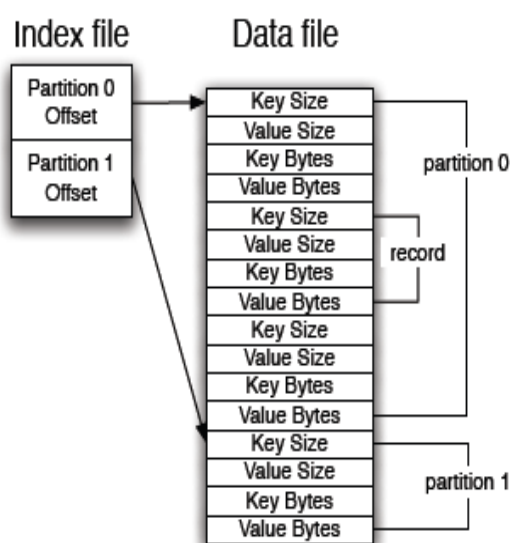 Index file
Data file
Partition 0
Offset
Partition 1
Offset
Key Size
Value Size
Key Bytes
Value Bytes
Key Size
Value Size
Key Bytes
Value Bytes
Key Size
Value Size
Key Bytes
Value Bytes
Key Size
Value Size
Key Bytes
Value Bytes
partition 0
record
partition 1